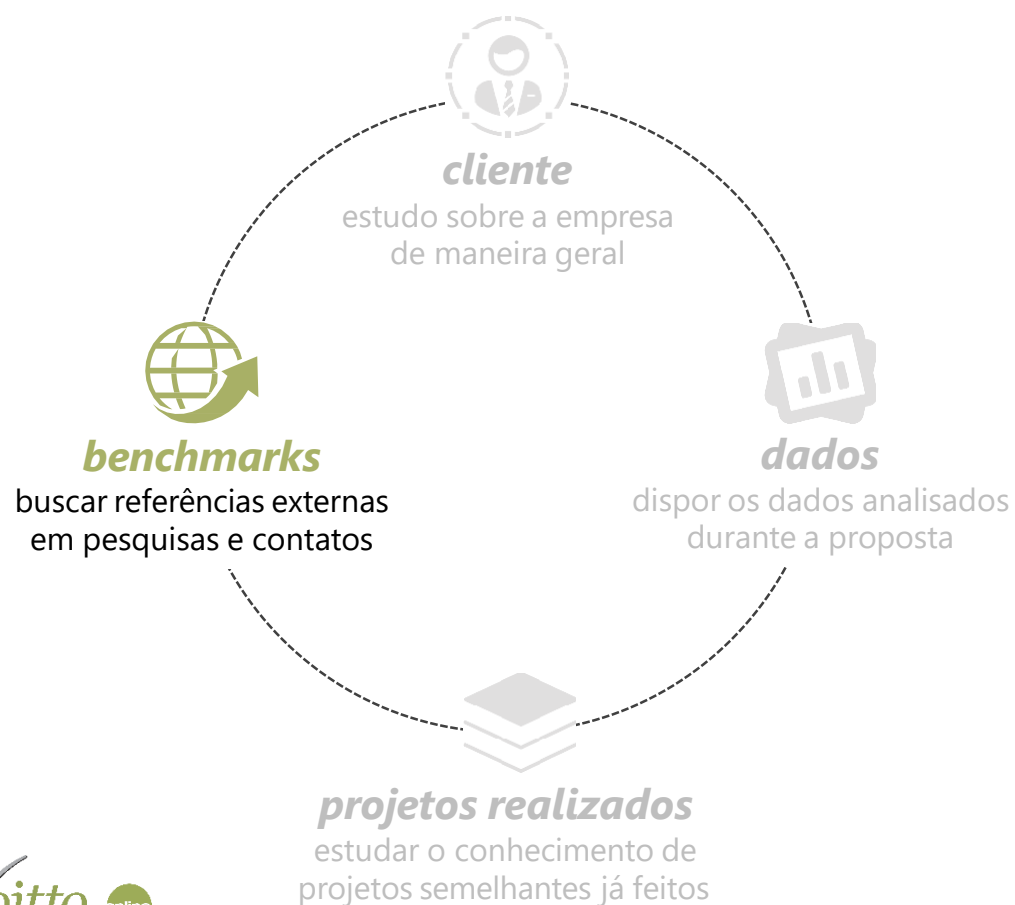 cliente
estudo sobre a empresa
de maneira geral
benchmarks
buscar referências externas
em pesquisas e contatos
dados
dispor os dados analisados
durante a proposta
projetos realizados
estudar o conhecimento de
projetos semelhantes já feitos